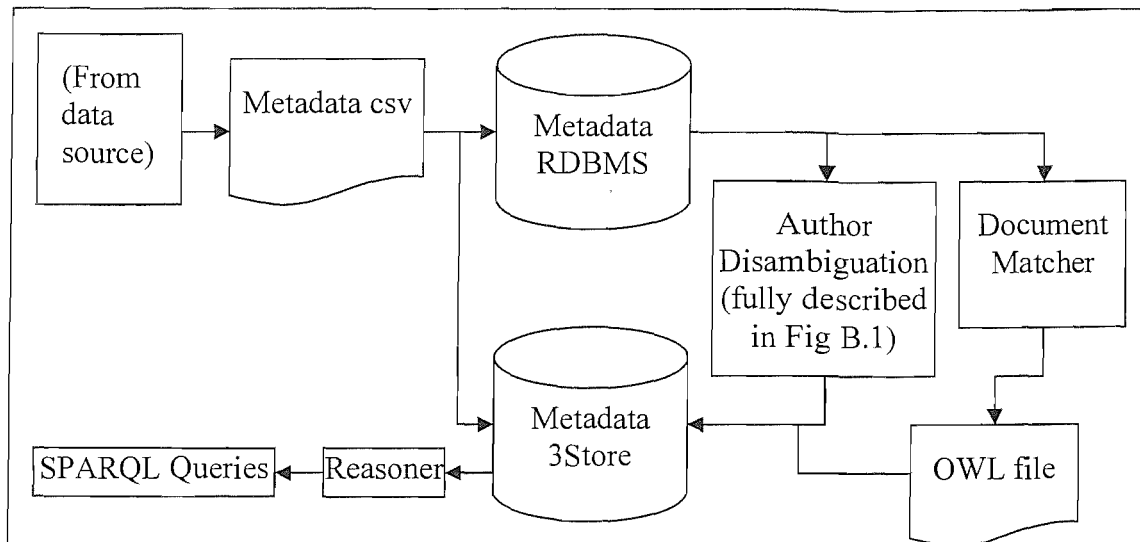 (From
data
source)
Metadata csv
Metadata
RDBMS
Author
Disambiguation
(fully described
in Fig B.1)
Document
Matcher
Metadata
3Store
SPARQL Queries
Reasoner
OWL file